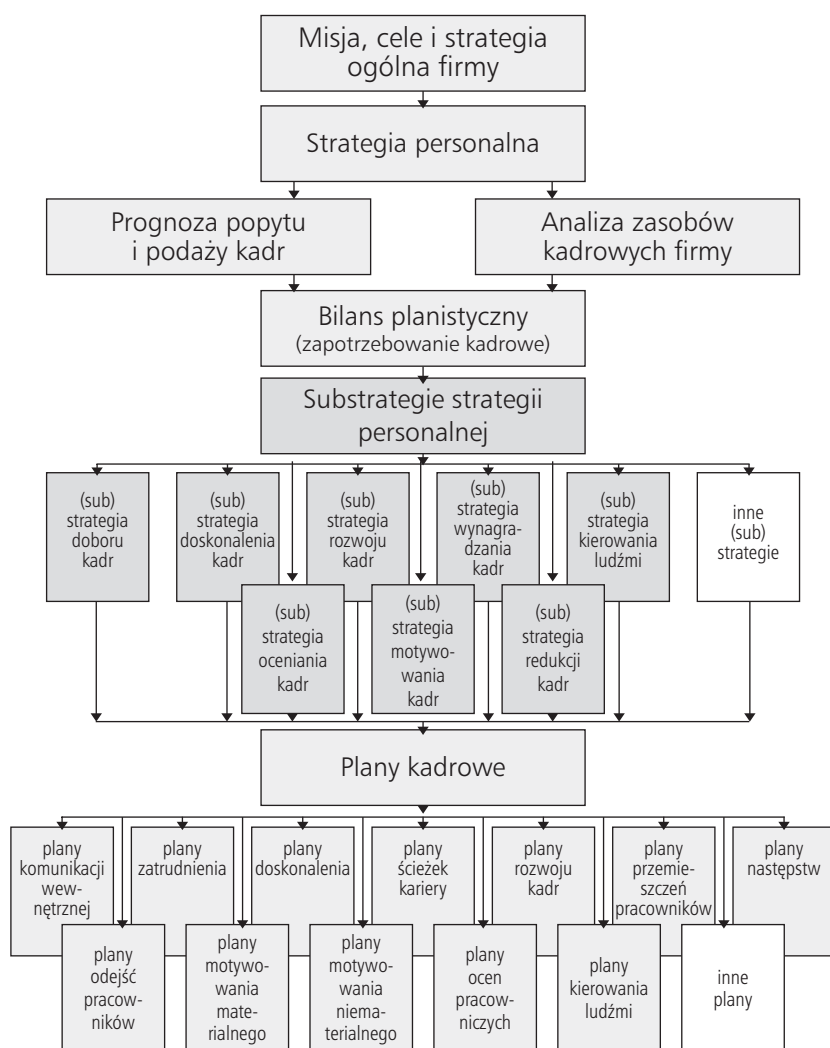 Misja, cele i strategia
ogólna firmy
Strategia personalna
Prognoza popytu
i podaży kadr
Analiza zasobów
kadrowych firmy
Bilans planistyczny
(zapotrzebowanie kadrowe)
Substrategie strategii
personalnej
(sub)
strategia
doboru
kadr
(sub)
strategia
doskonalenia
kadr
(sub)
strategia
rozwoju
kadr
(sub)
strategia
wynagra-
dzania
kadr
(sub)
strategia
kierowania
ludźmi
inne
(sub)
strategie
(sub)
strategia
oceniania
kadr
(sub)
strategia
motywo-
wania
kadr
(sub)
strategia
redukcji
kadr
Plany kadrowe
plany
komunikacji
wew-
nętrznej
plany
zatrudnienia
plany
doskonalenia
plany
ścieżek
kariery
plany
rozwoju
kadr
plany
przemie-
szczeń
pracowników
plany
następstw
plany
odejść
pracow-
ników
plany
motywo-
wania
mate-
rialnego
plany
motywo-
wania
niema-
terialnego
plany
ocen
pracow-
niczych
plany
kierowania
ludźmi
inne
plany